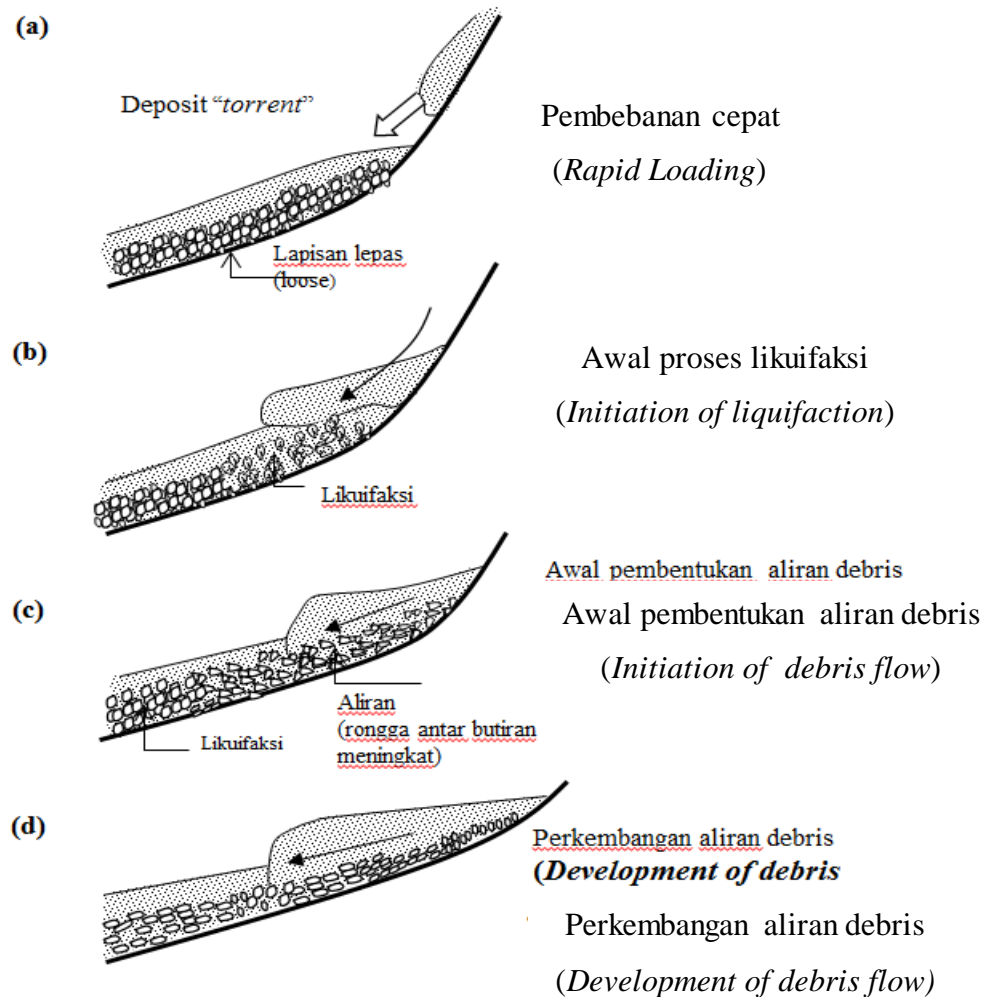 (a)
Deposit “torrent”
Pembebanan cepat
(Rapid Loading)
Lapisan lepas
(loose)
(b)
Awal proses likuifaksi
(Initiation of liquifaction)
Likuifaksi
Awal pembentukan aliran debris
(c)
Awal pembentukan aliran debris
(Initiation of debris flow)
Aliran
(rongga antar butiran
meningkat)
Likuifaksi
(d)
Perkembangan aliran debris
(Development of debris
Perkembangan aliran debris
(Development of debris flow)